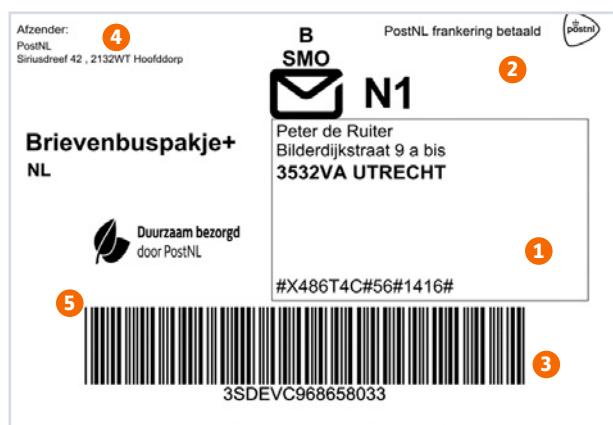 Afzender:
PostNL
Siriusdreef 42 , 2132WT Hoofddorp
4
B
SMO
PostNL frankering betaald
postnl
2
N1
Brievenbuspakje+
NL
Peter de Ruiter
Bilderdijkstraat 9 a bis
3532VA UTRECHT
Duurzaam bezorgd
door PostNL
1
#X486T4C#56#1416#
5
3
3SDEVC968658033